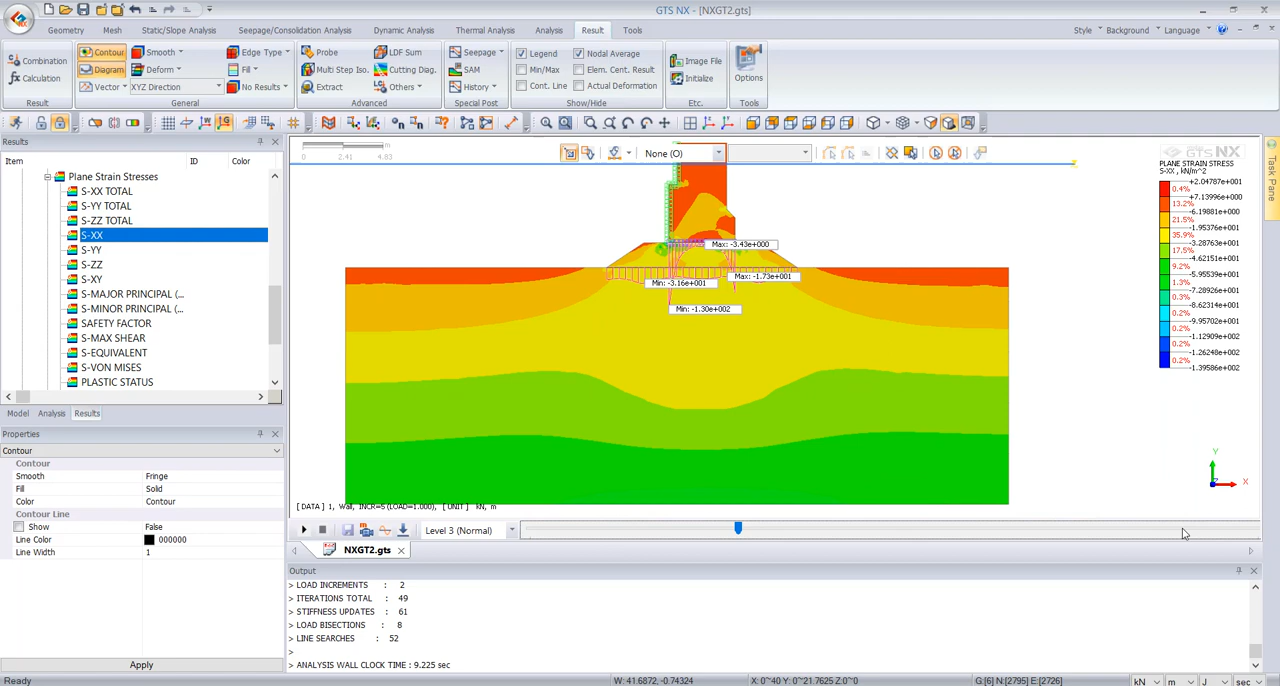 GTS NX - [NXGT2.gts]
Geometry Mesh Static/Slope Analysis Seepage/Consolidation Analysis Dynamic Analysis Thermal Analysis Analysis Result Tools
Style Background Language
Combination
Calculation
Result
Contour Smooth Edge Type
Diagram Deform Fill
Vector XYZ Direction No Results
General
Probe LDF Sum
Multi Step Iso. Cutting Diag.
Extract Others
Advanced
Seepage
SAM
History
Special Post
Legend Nodal Average
Min/Max Elem. Cent. Result
Cont. Line Actual Deformation
Show/Hide
Image File
Initialize
Etc.
Options
Tools
Results
Item ID Color
Plane Strain Stresses
S-XX TOTAL
S-YY TOTAL
S-ZZ TOTAL
S-XX
S-YY
S-ZZ
S-XY
S-MAJOR PRINCIPAL (...
S-MINOR PRINCIPAL (...
SAFETY FACTOR
S-MAX SHEAR
S-EQUIVALENT
S-VON MISES
PLASTIC STATUS
Model Analysis Results
Properties
Contour
Contour
Smooth Fringe
Fill Solid
Color Contour
Contour Line
Show False
Line Color 000000
Line Width 1
Apply
m
0 2.41 4.83
None (O)
GTS NX
PLANE STRAIN STRESS
S-XX , kN/m^2
+2.04787e+001
0.4%
+7.13996e+000
13.2%
-6.19881e+000
21.5%
-1.95376e+001
35.9%
-3.28763e+001
17.5%
-4.62151e+001
9.2%
-5.95539e+001
1.3%
-7.28926e+001
0.3%
-8.62314e+001
0.2%
-9.95702e+001
0.2%
-1.12909e+002
0.2%
-1.26248e+002
0.2%
-1.39586e+002
Max: -3.43e+000
Max: -1.73e+001
Min: -3.16e+001
Min: -1.30e+002
Y
X
[ DATA ] 1, Wall, INCR=5 (LOAD=1.000), [ UNIT ] kN, m
Level 3 (Normal)
NXGT2.gts
Output
> LOAD INCREMENTS : 2
> ITERATIONS TOTAL : 49
> STIFFNESS UPDATES : 61
> LOAD BISECTIONS : 8
> LINE SEARCHES : 52
>
> ANALYSIS WALL CLOCK TIME : 9.225 sec
Ready
W: 41.6872, -0.74324
X: 0~40 Y: 0~21.7625 Z:0~0
G:[6] N:[2795] E:[2726]
kN m J sec